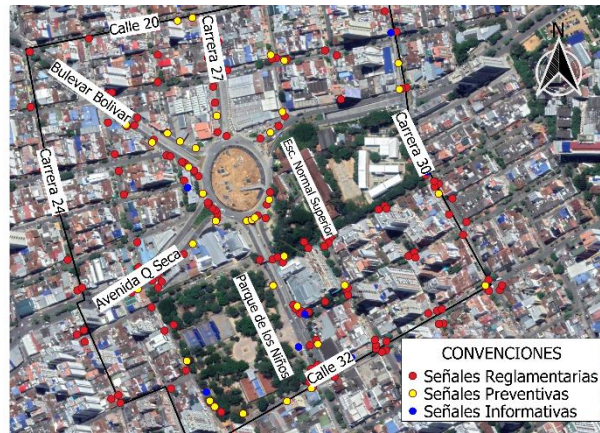 Calle 20
Carrera 27
N
Bulevar Bolivar
Carrera 30
Esc. Normal Superior
Carrera 24
Avenida Q Seca
Parque de los Niños
Calle 32
CONVENCIONES
Señales Reglamentarias
Señales Preventivas
Señales Informativas